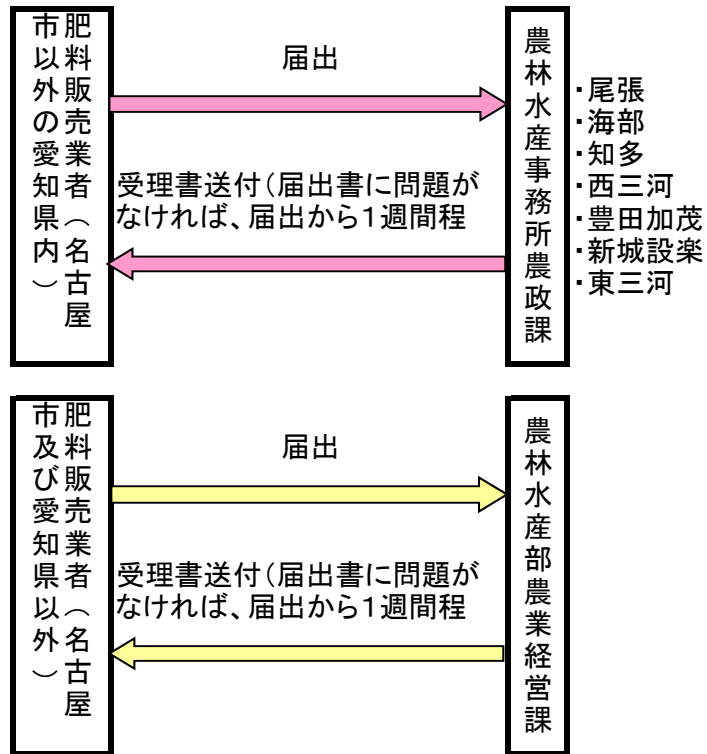 肥料販売業者（名古屋
市以外の愛知県内）
届出
受理書送付（届出書に問題が
なければ、届出から１週間程
農林水産事務所農政課
・尾張
・海部
・知多
・西三河
・豊田加茂
・新城設楽
・東三河
肥料販売業者（名古屋
市及び愛知県以外）
届出
受理書送付（届出書に問題が
なければ、届出から１週間程
農林水産部農業経営課